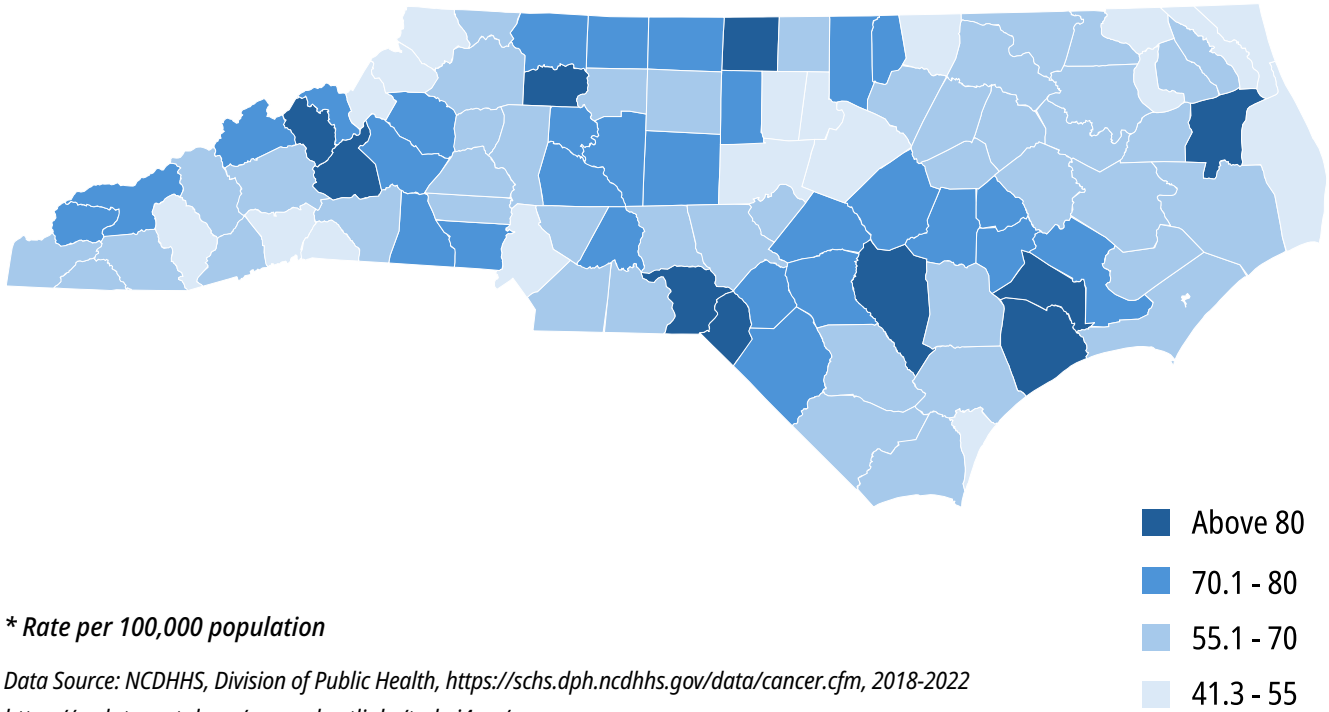 Above 80
70.1 - 80
55.1 - 70
41.3 - 55
* Rate per 100,000 population
Data Source: NCDHHS, Division of Public Health, https://schs.dph.ncdhhs.gov/data/cancer.cfm, 2018-2022